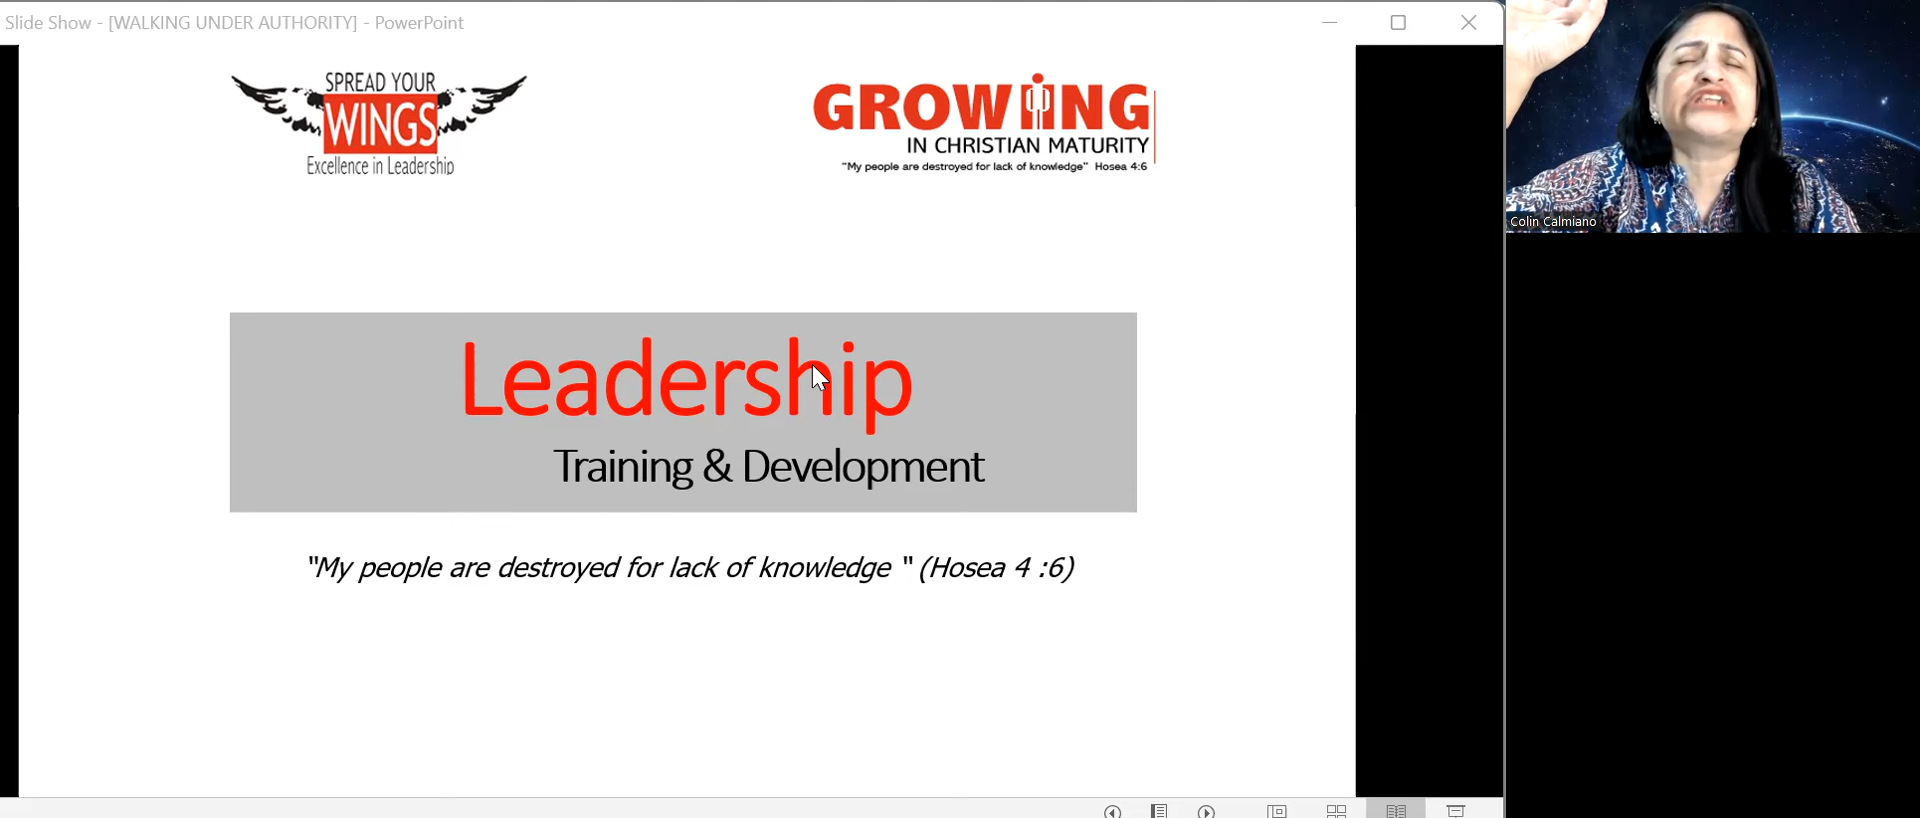 Slide Show - [WALKING UNDER AUTHORITY] - PowerPoint
SPREAD YOUR
WINGS
Excellence in Leadership
GROWING
IN CHRISTIAN MATURITY
"My people are destroyed for lack of knowledge" Hosea 4:6
Colin Calmiano
Leadership
Training & Development
"My people are destroyed for lack of knowledge " (Hosea 4 :6)